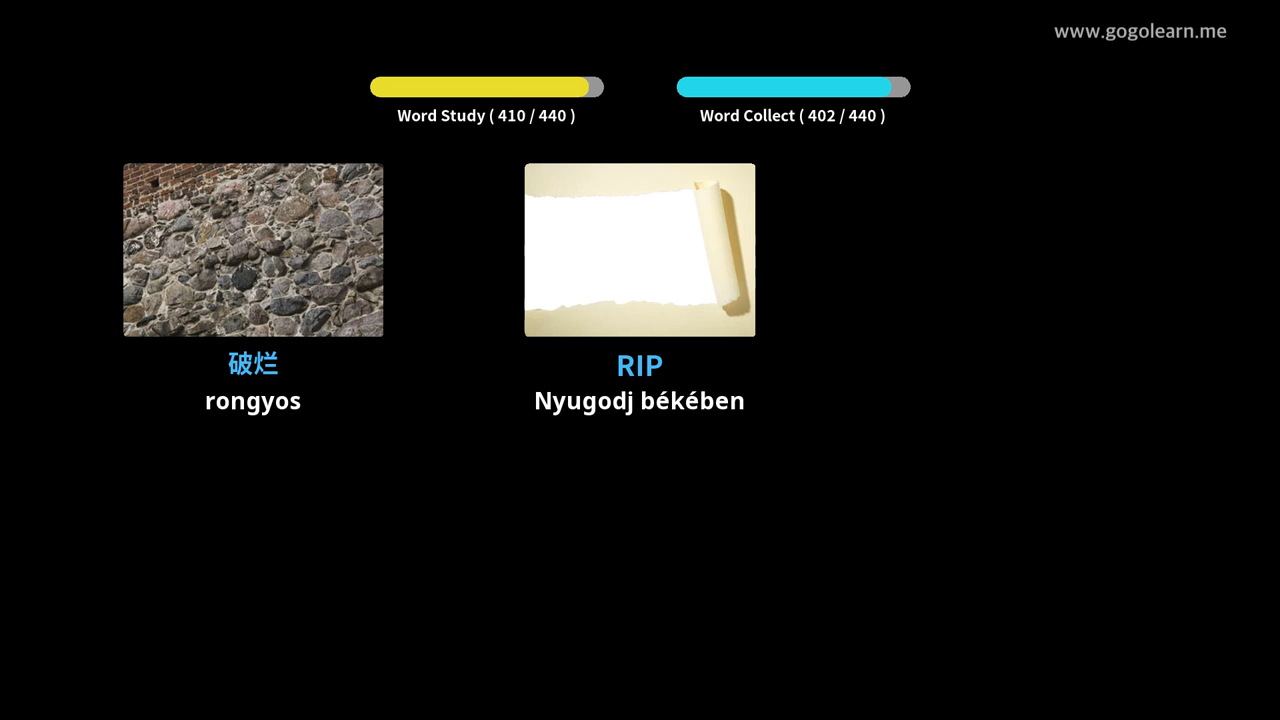 www.gogolearn.me
Word Study ( 410 / 440 )
Word Collect ( 402 / 440 )
破烂
rongyos
RIP
Nyugodj békében